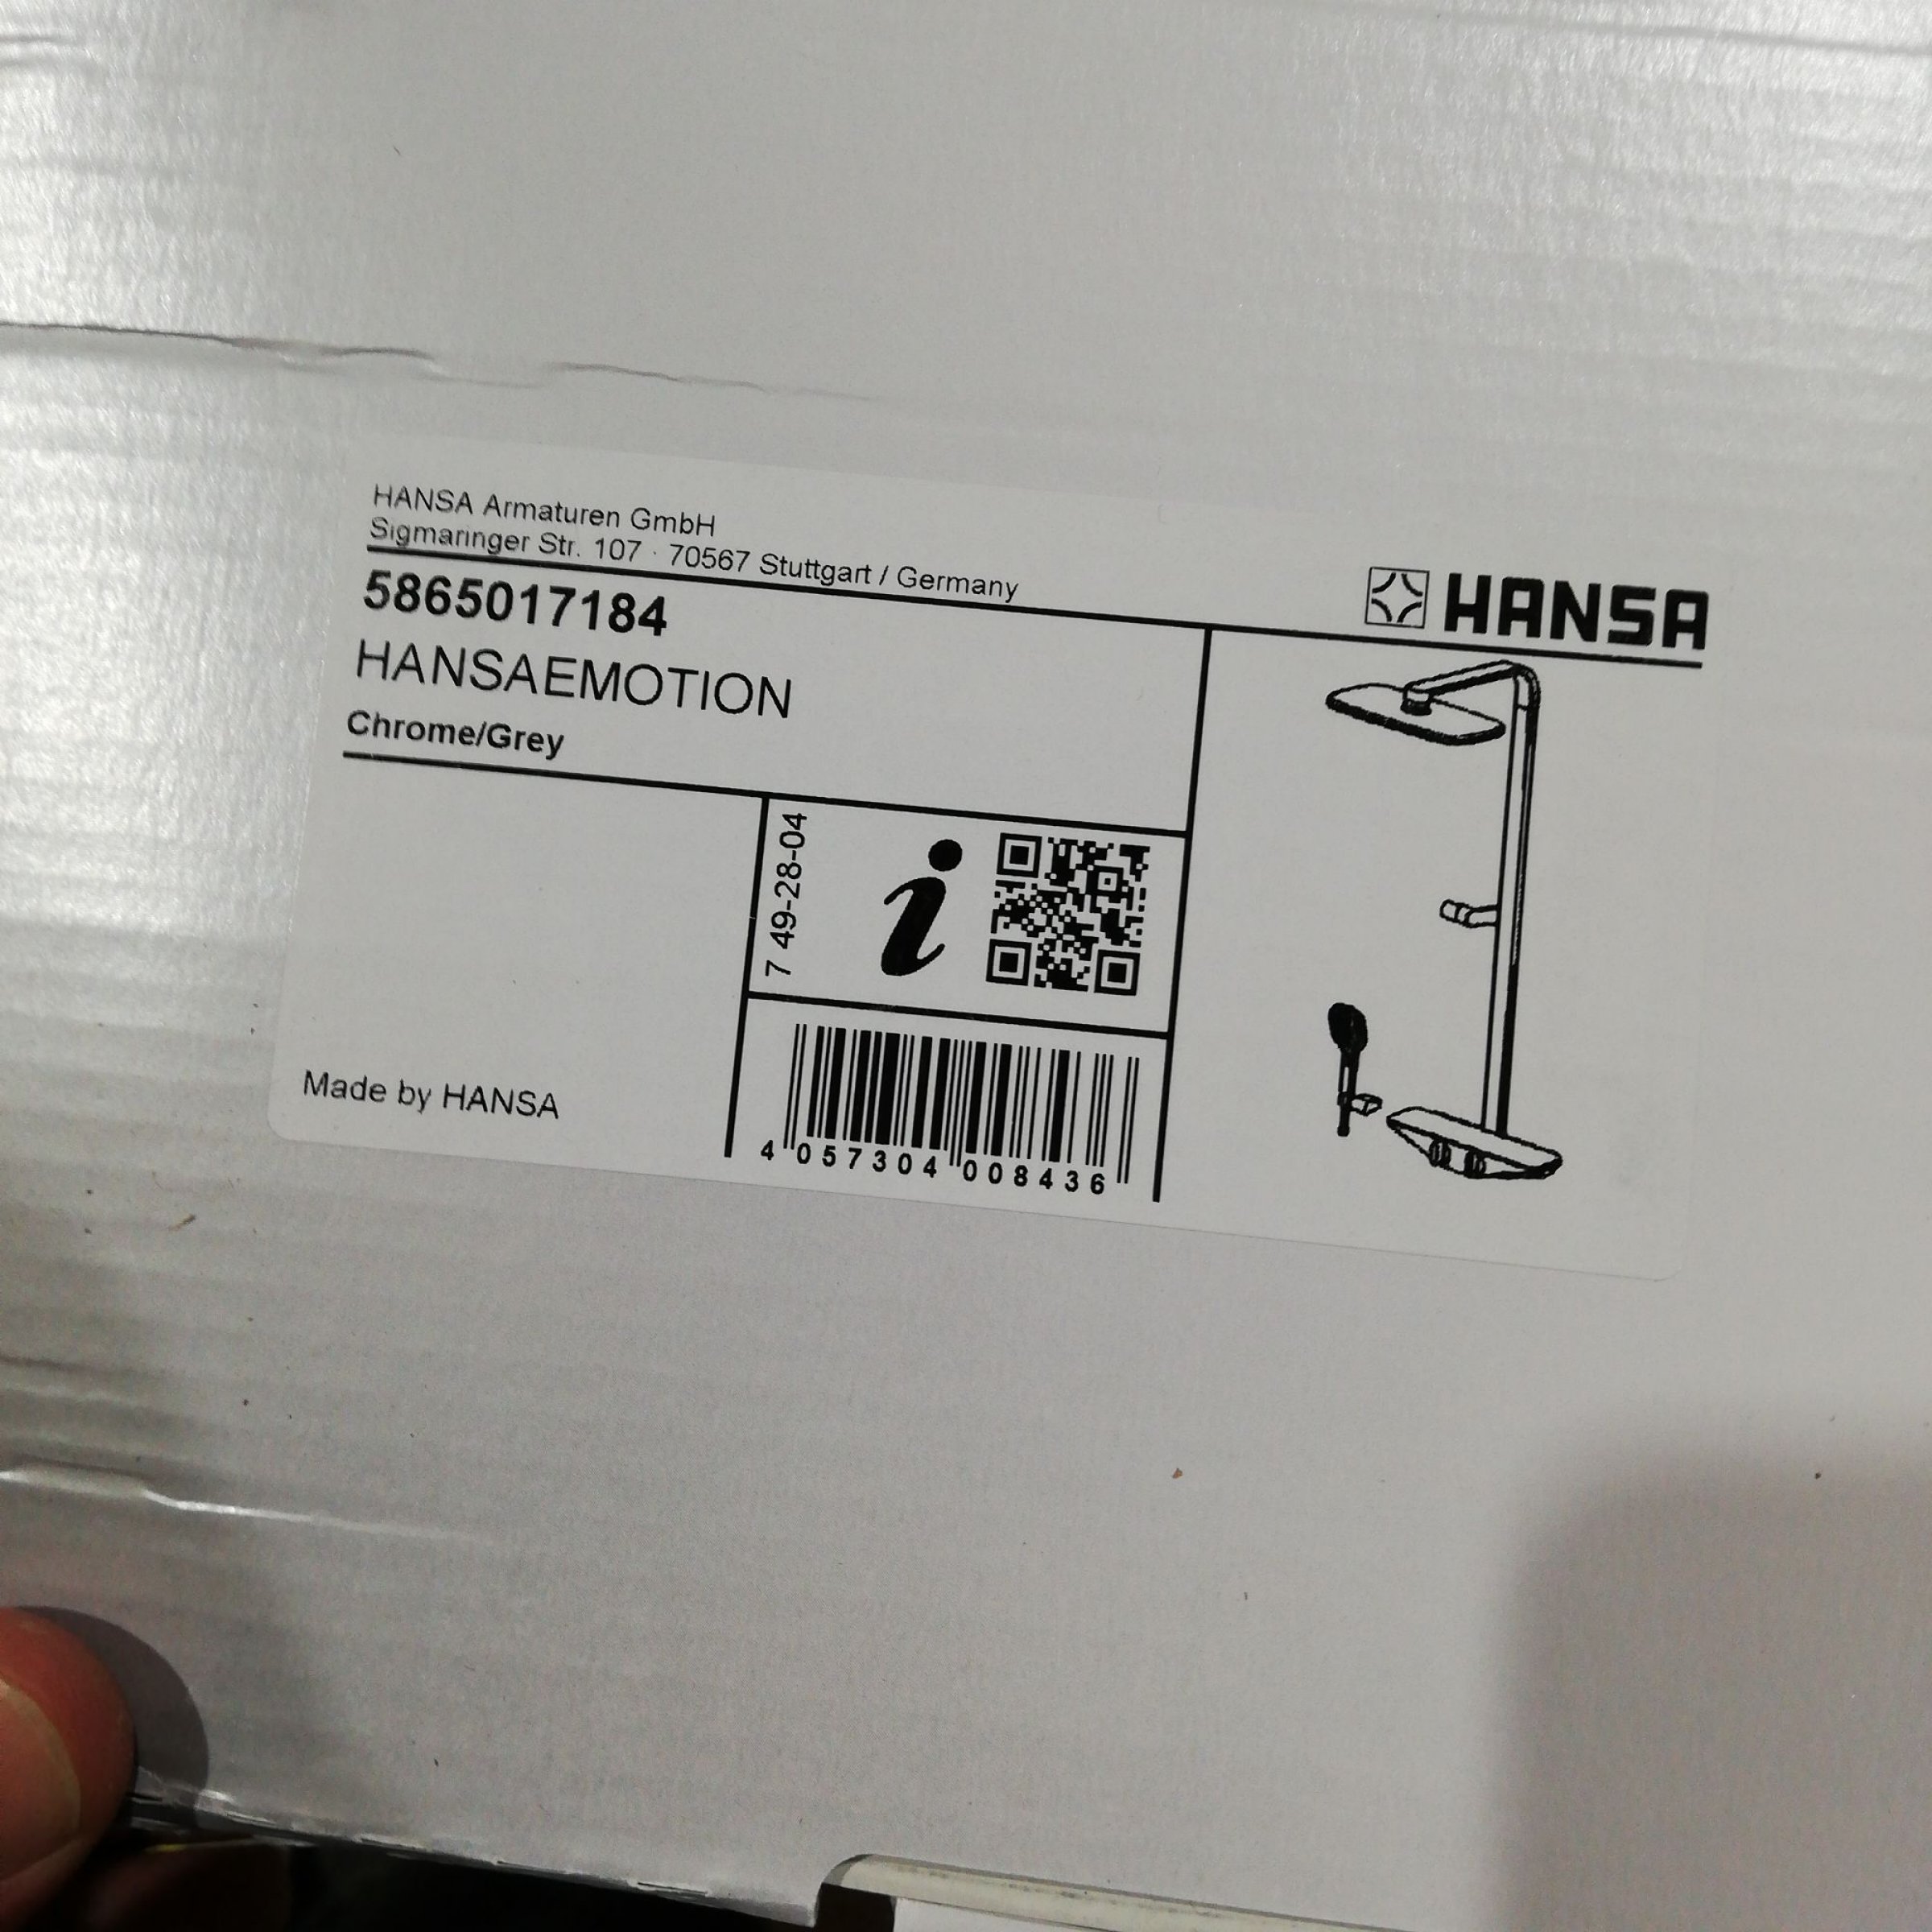 HANSA Armaturen GmbH
Sigmaringer Str. 107 · 70567 Stuttgart / Germany
HANSA
5865017184
HANSAEMOTION
Chrome/Grey
7 49-28-04
i
Made by HANSA
4 057304 008436